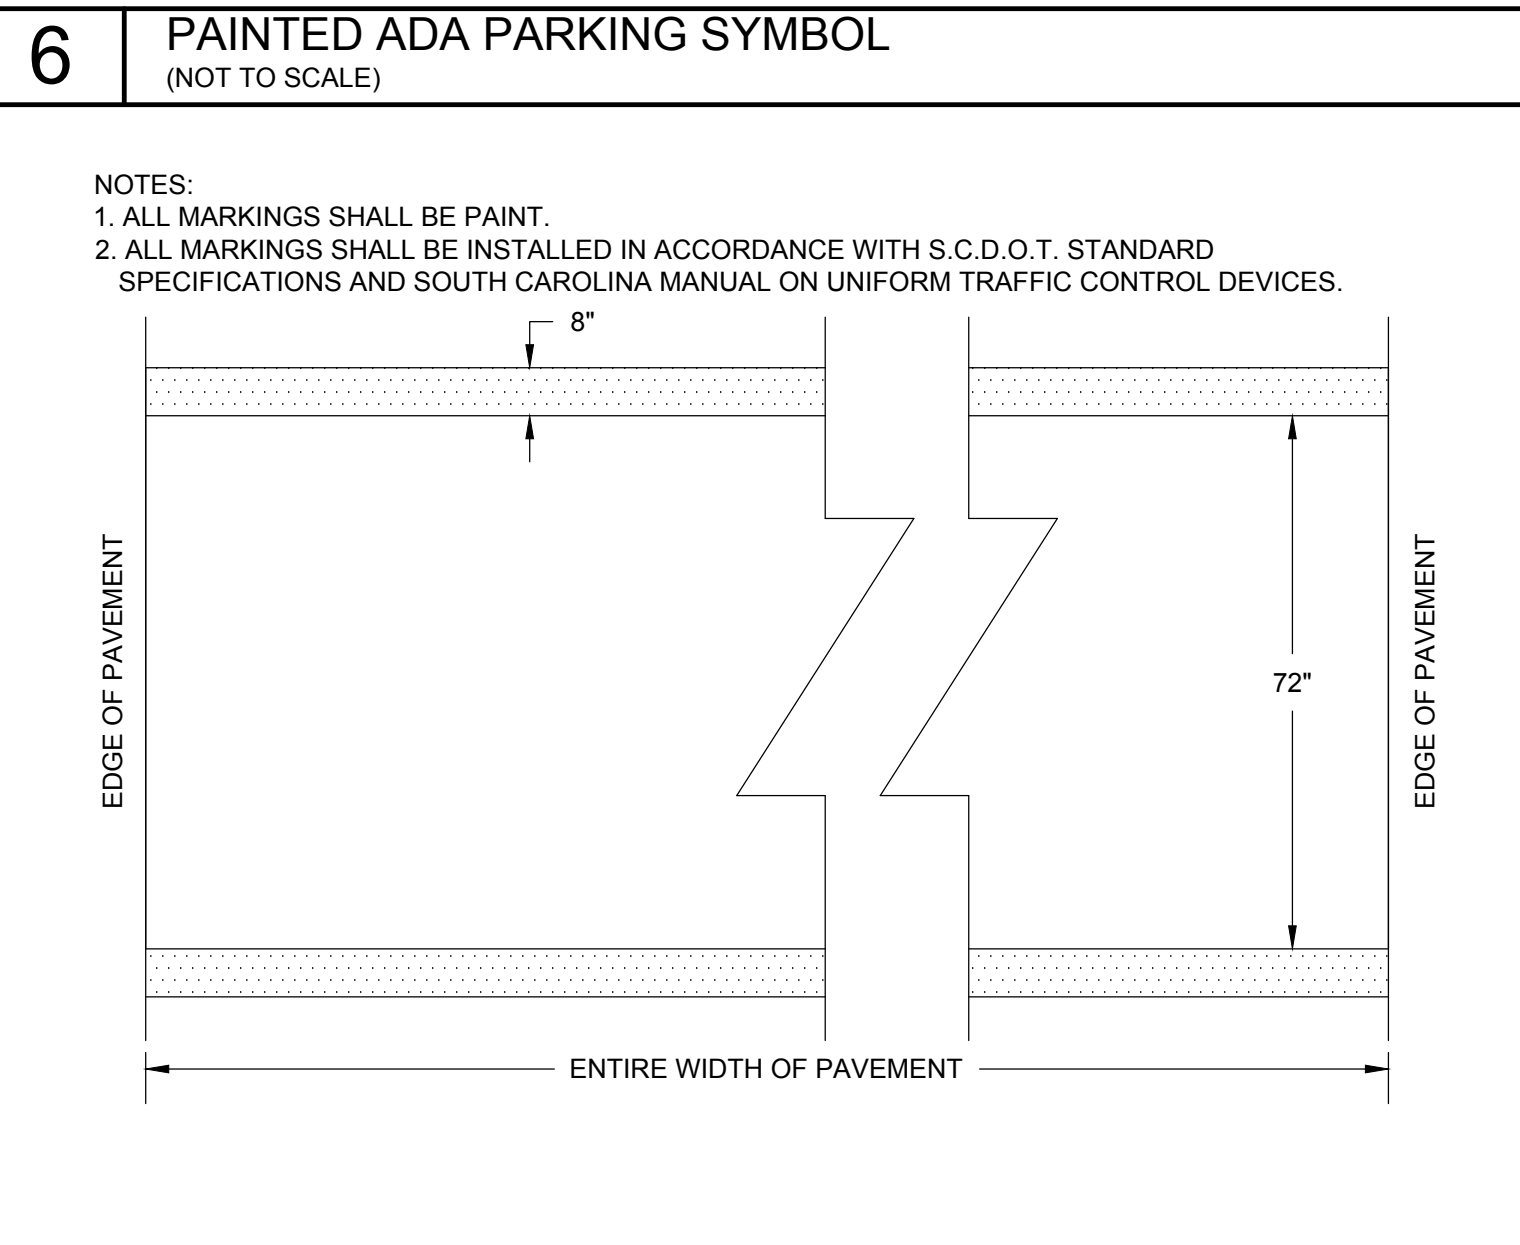 6
PAINTED ADA PARKING SYMBOL
(NOT TO SCALE)
NOTES:
1. ALL MARKINGS SHALL BE PAINT.
2. ALL MARKINGS SHALL BE INSTALLED IN ACCORDANCE WITH S.C.D.O.T. STANDARD
SPECIFICATIONS AND SOUTH CAROLINA MANUAL ON UNIFORM TRAFFIC CONTROL DEVICES.
8"
EDGE OF PAVEMENT
72"
EDGE OF PAVEMENT
ENTIRE WIDTH OF PAVEMENT